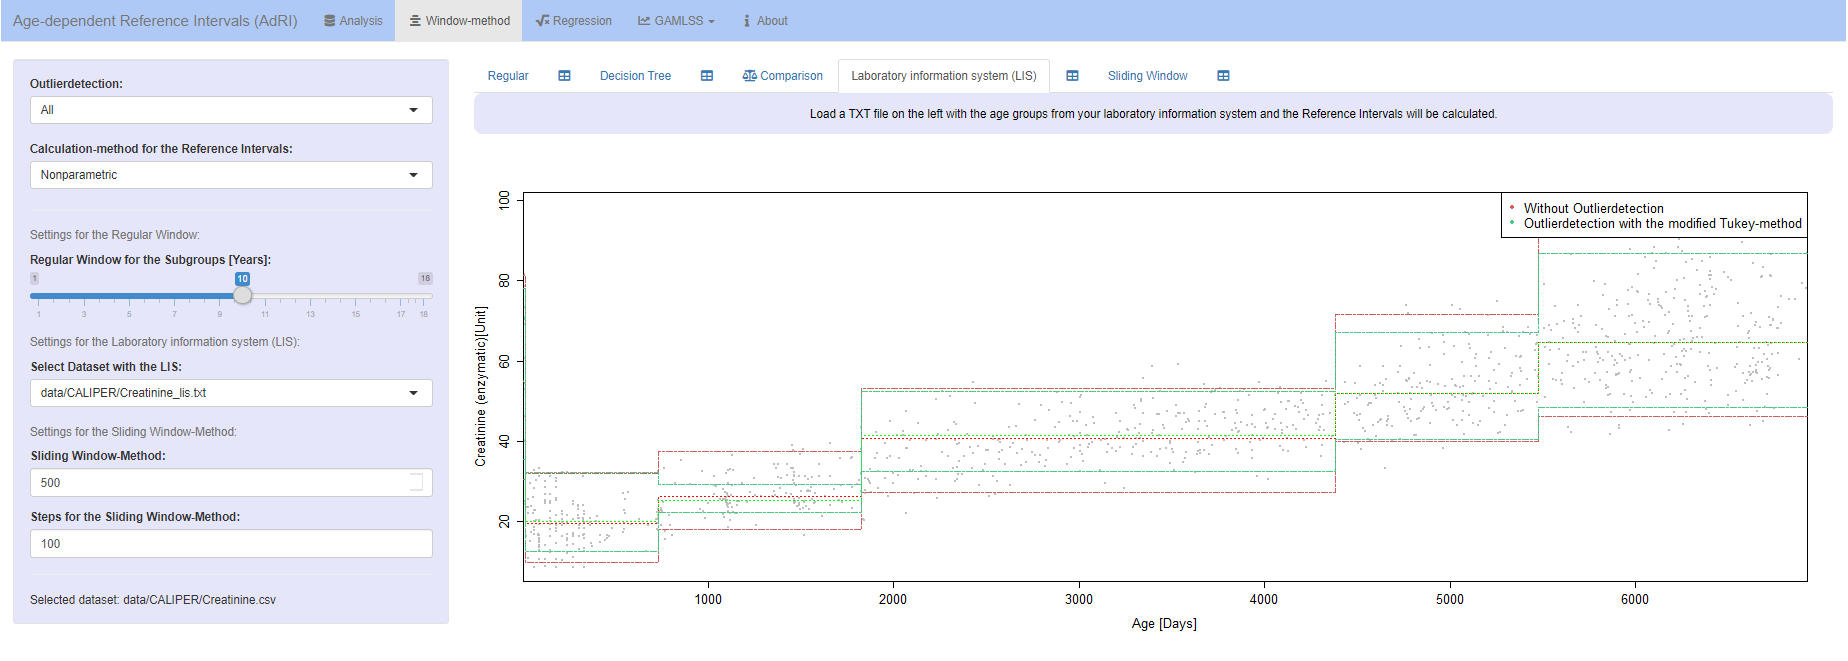 Age-dependent Reference Intervals (AdRI) Analysis Window-method Regression GAMLSS About
Outlierdetection:
All
Calculation-method for the Reference Intervals:
Nonparametric
Settings for the Regular Window:
Regular Window for the Subgroups [Years]:
1 10 18
1 3 5 7 9 11 13 15 17 18
Settings for the Laboratory information system (LIS):
Select Dataset with the LIS:
data/CALIPER/Creatinine_lis.txt
Settings for the Sliding Window-Method:
Sliding Window-Method:
500
Steps for the Sliding Window-Method:
100
Selected dataset: data/CALIPER/Creatinine.csv
Regular Decision Tree Comparison Laboratory information system (LIS) Sliding Window
Load a TXT file on the left with the age groups from your laboratory information system and the Reference Intervals will be calculated.
Without Outlierdetection
Outlierdetection with the modified Tukey-method
Creatinine (enzymatic)[Unit]
100
80
60
40
20
1000 2000 3000 4000 5000 6000
Age [Days]